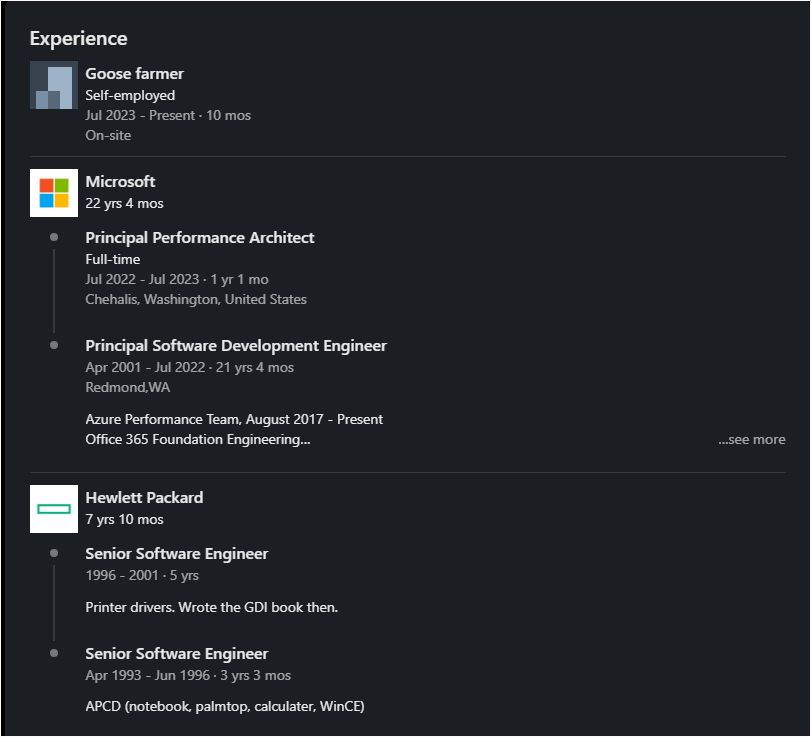 Experience
Goose farmer
Self-employed
Jul 2023 - Present · 10 mos
On-site
Microsoft
22 yrs 4 mos
Principal Performance Architect
Full-time
Jul 2022 - Jul 2023 · 1 yr 1 mo
Chehalis, Washington, United States
Principal Software Development Engineer
Apr 2001 - Jul 2022 · 21 yrs 4 mos
Redmond,WA
Azure Performance Team, August 2017 - Present
Office 365 Foundation Engineering...
...see more
Hewlett Packard
7 yrs 10 mos
Senior Software Engineer
1996 - 2001 · 5 yrs
Printer drivers. Wrote the GDI book then.
Senior Software Engineer
Apr 1993 - Jun 1996 · 3 yrs 3 mos
APCD (notebook, palmtop, calculater, WinCE)